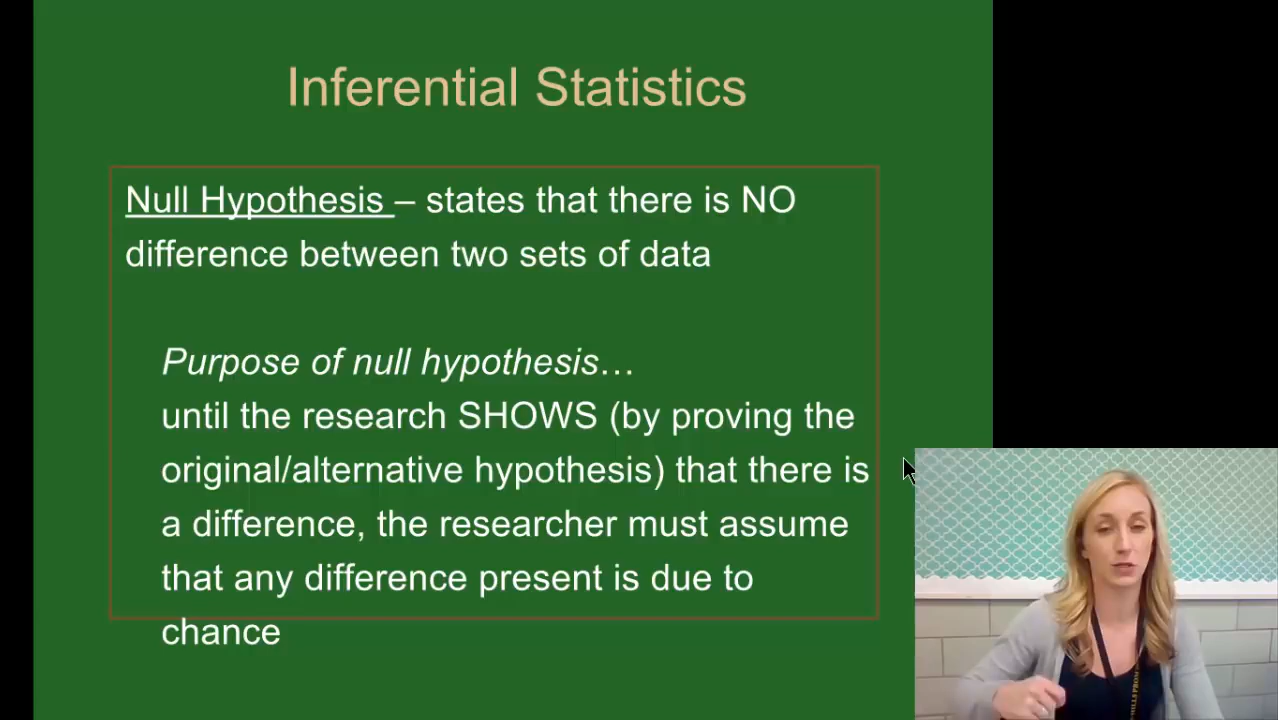 Inferential Statistics
Null Hypothesis – states that there is NO
difference between two sets of data
Purpose of null hypothesis…
until the research SHOWS (by proving the
original/alternative hypothesis) that there is
a difference, the researcher must assume
that any difference present is due to
chance